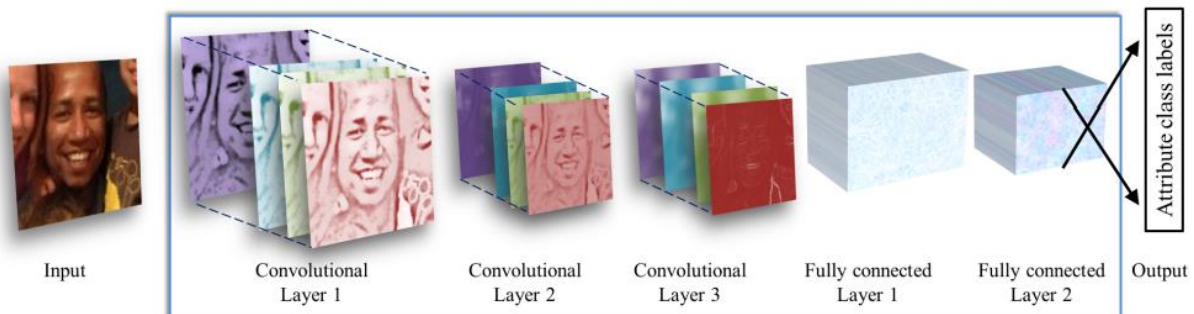 Attribute class labels
Input
Convolutional
Layer 1
Convolutional
Layer 2
Convolutional
Layer 3
Fully connected
Layer 1
Fully connected
Layer 2
Output